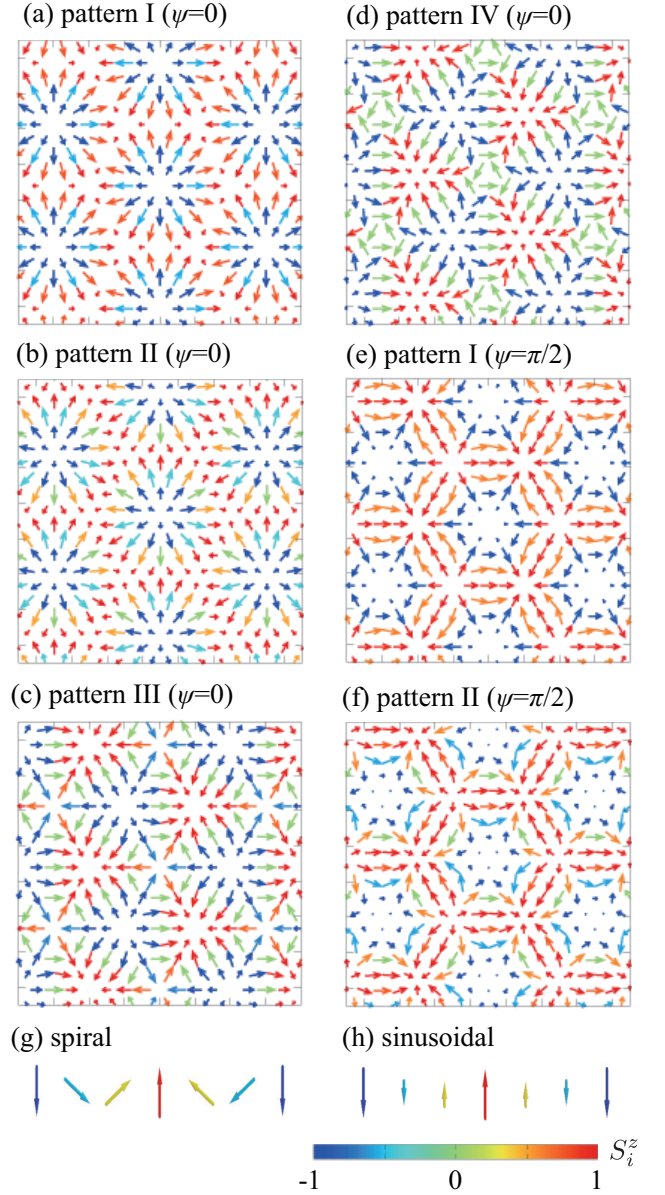 (a) pattern I (ψ=0)
(d) pattern IV (ψ=0)
(b) pattern II (ψ=0)
(e) pattern I (ψ=π/2)
(c) pattern III (ψ=0)
(f) pattern II (ψ=π/2)
(g) spiral
(h) sinusoidal
S_i^z
-1 0 1